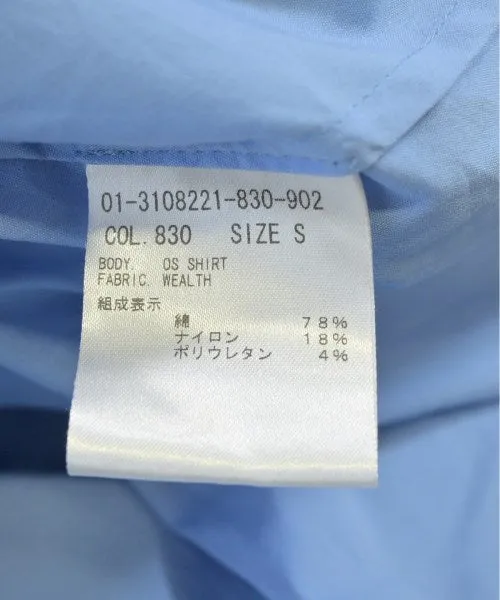 01-3108221-830-902
COL. 830 SIZE S
BODY. OS SHIRT
FABRIC. WEALTH
組成表示
綿 78%
ナイロン 18%
ポリウレタン 4%